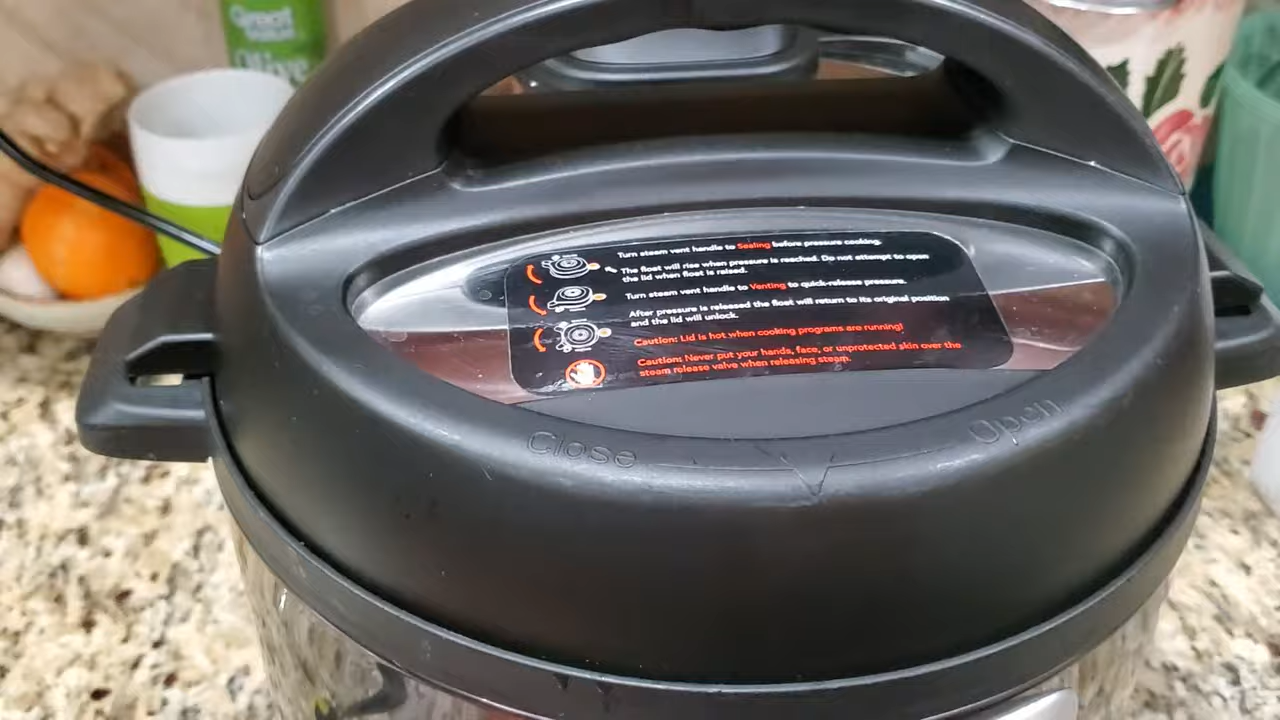 Great
Value
Olive
Turn steam vent handle to Sealing before pressure cooking.
The float will rise when pressure is reached. Do not attempt to open
the lid when float is raised.
Turn steam vent handle to Venting to quick-release pressure.
After pressure is released the float will return to its original position
and the lid will unlock.
Caution: Lid is hot when cooking programs are running!
Caution: Never put your hands, face, or unprotected skin over the
steam release valve when releasing steam.
Close
Open